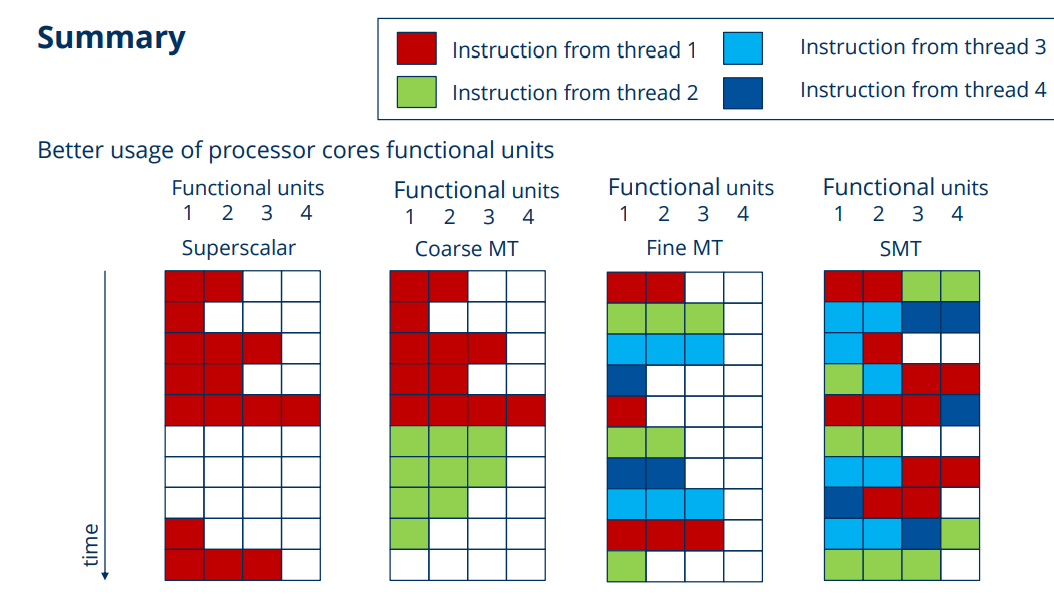 Summary
Instruction from thread 1
Instruction from thread 3
Instruction from thread 2
Instruction from thread 4
Better usage of processor cores functional units
Functional units
1 2 3 4
Superscalar
Functional units
1 2 3 4
Coarse MT
Functional units
1 2 3 4
Fine MT
Functional units
1 2 3 4
SMT
time